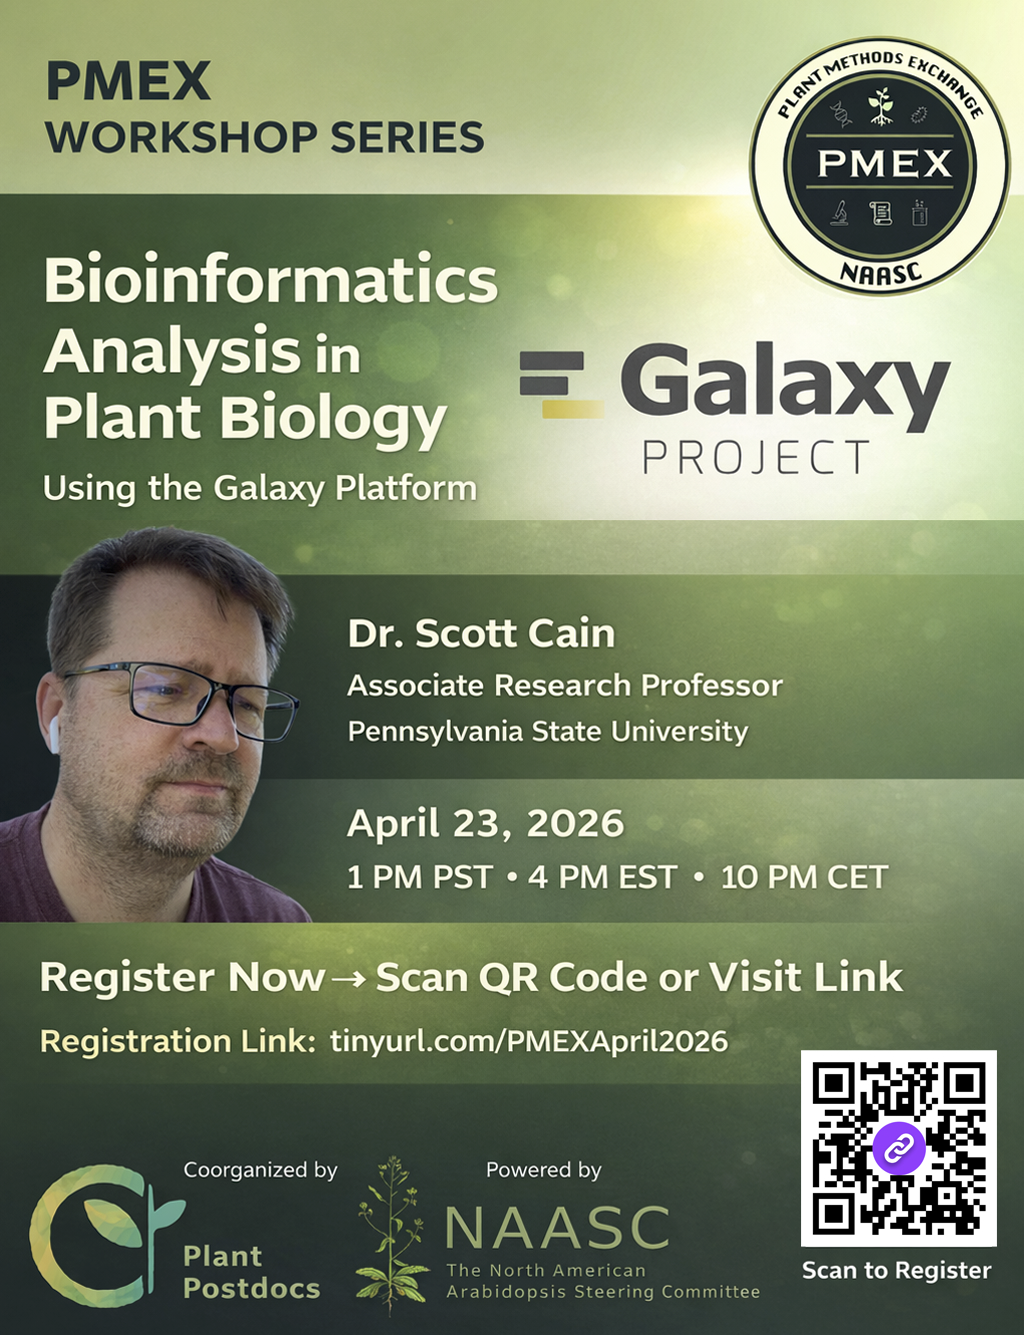 PMEX
WORKSHOP SERIES
PLANT METHODS EXCHANGE
PMEX
NAASC
Bioinformatics
Analysis in
Plant Biology
Using the Galaxy Platform
Galaxy
PROJECT
Dr. Scott Cain
Associate Research Professor
Pennsylvania State University
April 23, 2026
1 PM PST • 4 PM EST • 10 PM CET
Register Now → Scan QR Code or Visit Link
Registration Link: tinyurl.com/PMEXApril2026
Coorganized by
Plant
Postdocs
Powered by
NAASC
The North American
Arabidopsis Steering Committee
Scan to Register